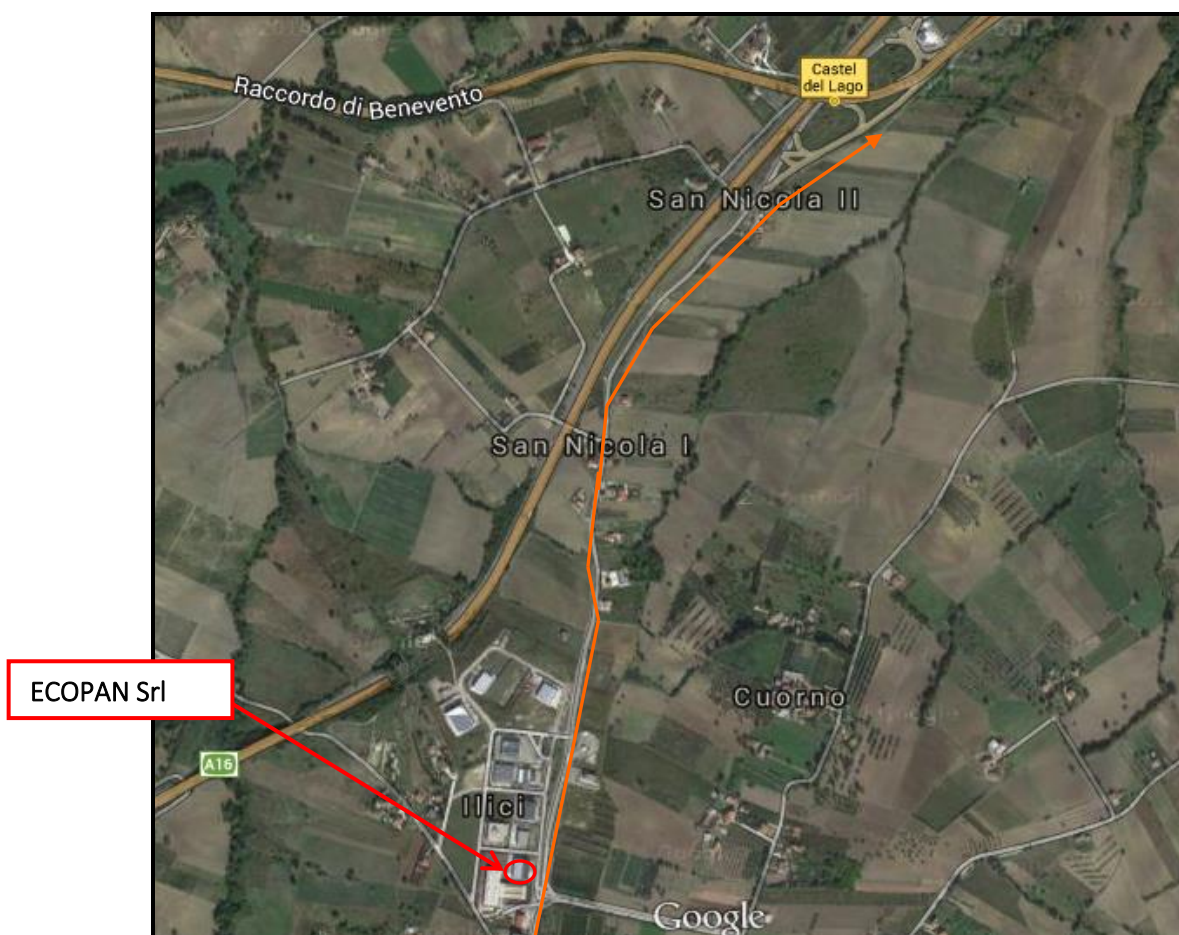 Raccordo di Benevento
Castel
del Lago
San Nicola II
San Nicola I
ECOPAN Srl
Cuorno
A16
Ilici
Google